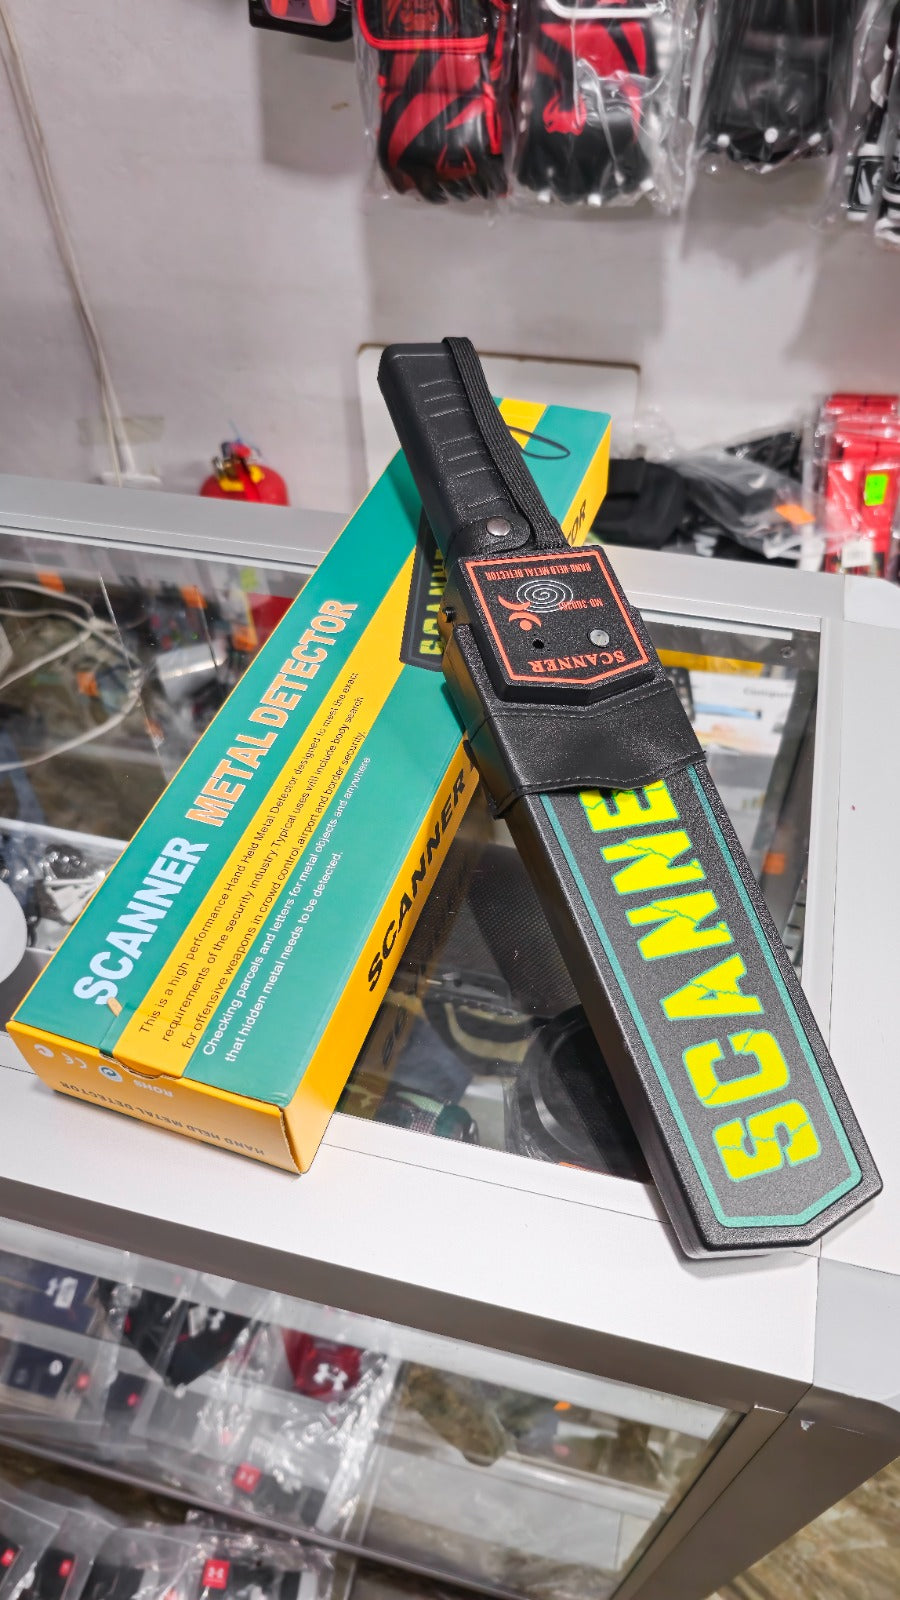 SCANNER METAL DETECTOR
This is a high performance Hand Held Metal Detector designed to meet the exact
requirements of the security industry Typical uses will include body search
for offensive weapons in crowd control,airport and border security.
Checking parcels and letters for metal objects and anywhere
that hidden metal needs to be detected.
SCANNER
CE
ROHS
HAND HELD METAL DETECTOR
HAND-HELD METAL DETECTOR
SCANNER
SCANNE